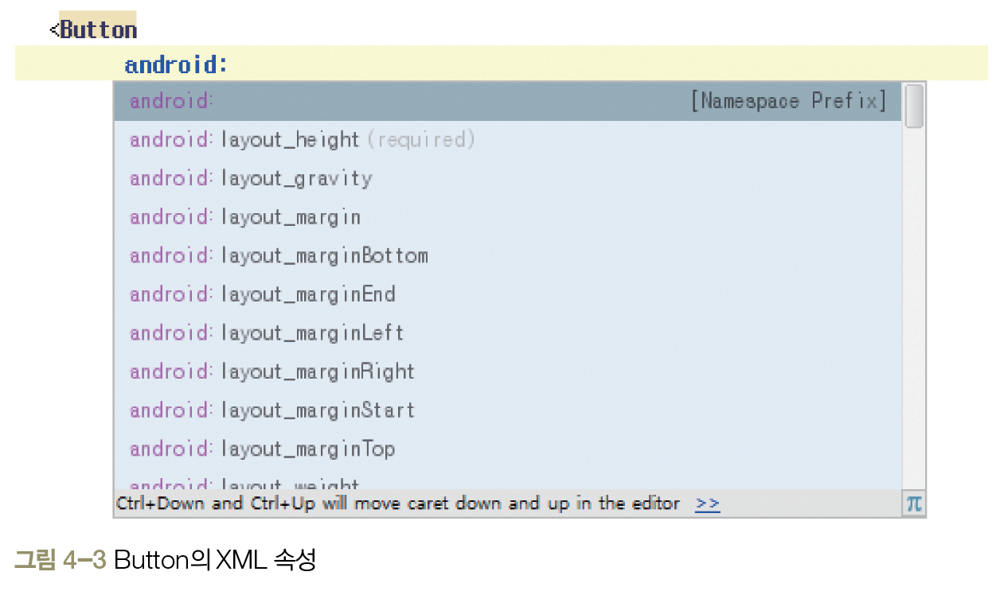 <Button
android:
android: [Namespace Prefix]
android:layout_height (required)
android:layout_gravity
android:layout_margin
android:layout_marginBottom
android:layout_marginEnd
android:layout_marginLeft
android:layout_marginRight
android:layout_marginStart
android:layout_marginTop
android:layout_weight
Ctrl+Down and Ctrl+Up will move caret down and up in the editor >> π
그림 4-3 Button의 XML 속성